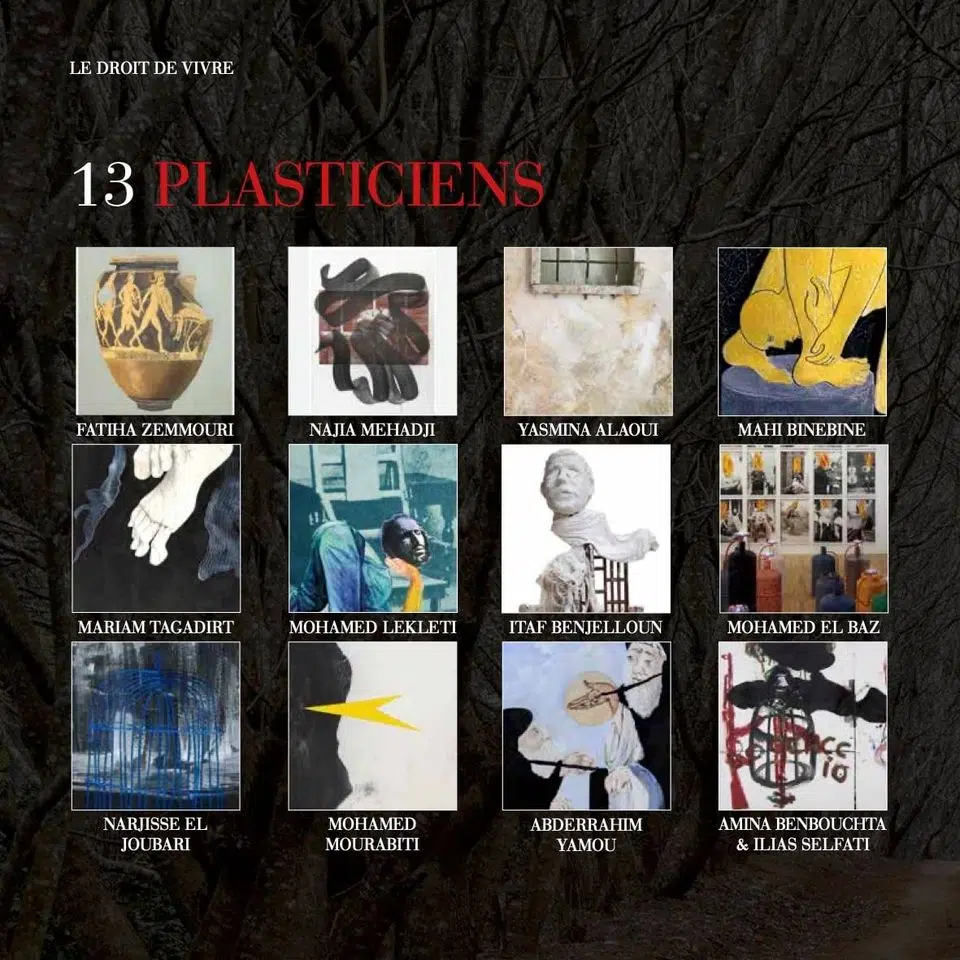 LE DROIT DE VIVRE
13 PLASTICIENS
FATIHA ZEMMOURI
NAJIA MEHADJI
YASMINA ALAOUI
MAHI BINEBINE
MARIAM TAGADIRT
MOHAMED LEKLETI
ITAF BENJELLOUN
MOHAMED EL BAZ
NARJISSE EL
JOUBARI
MOHAMED
MOURABITI
ABDERRAHIM
YAMOU
AMINA BENBOUCHTA
& ILIAS SELFATI